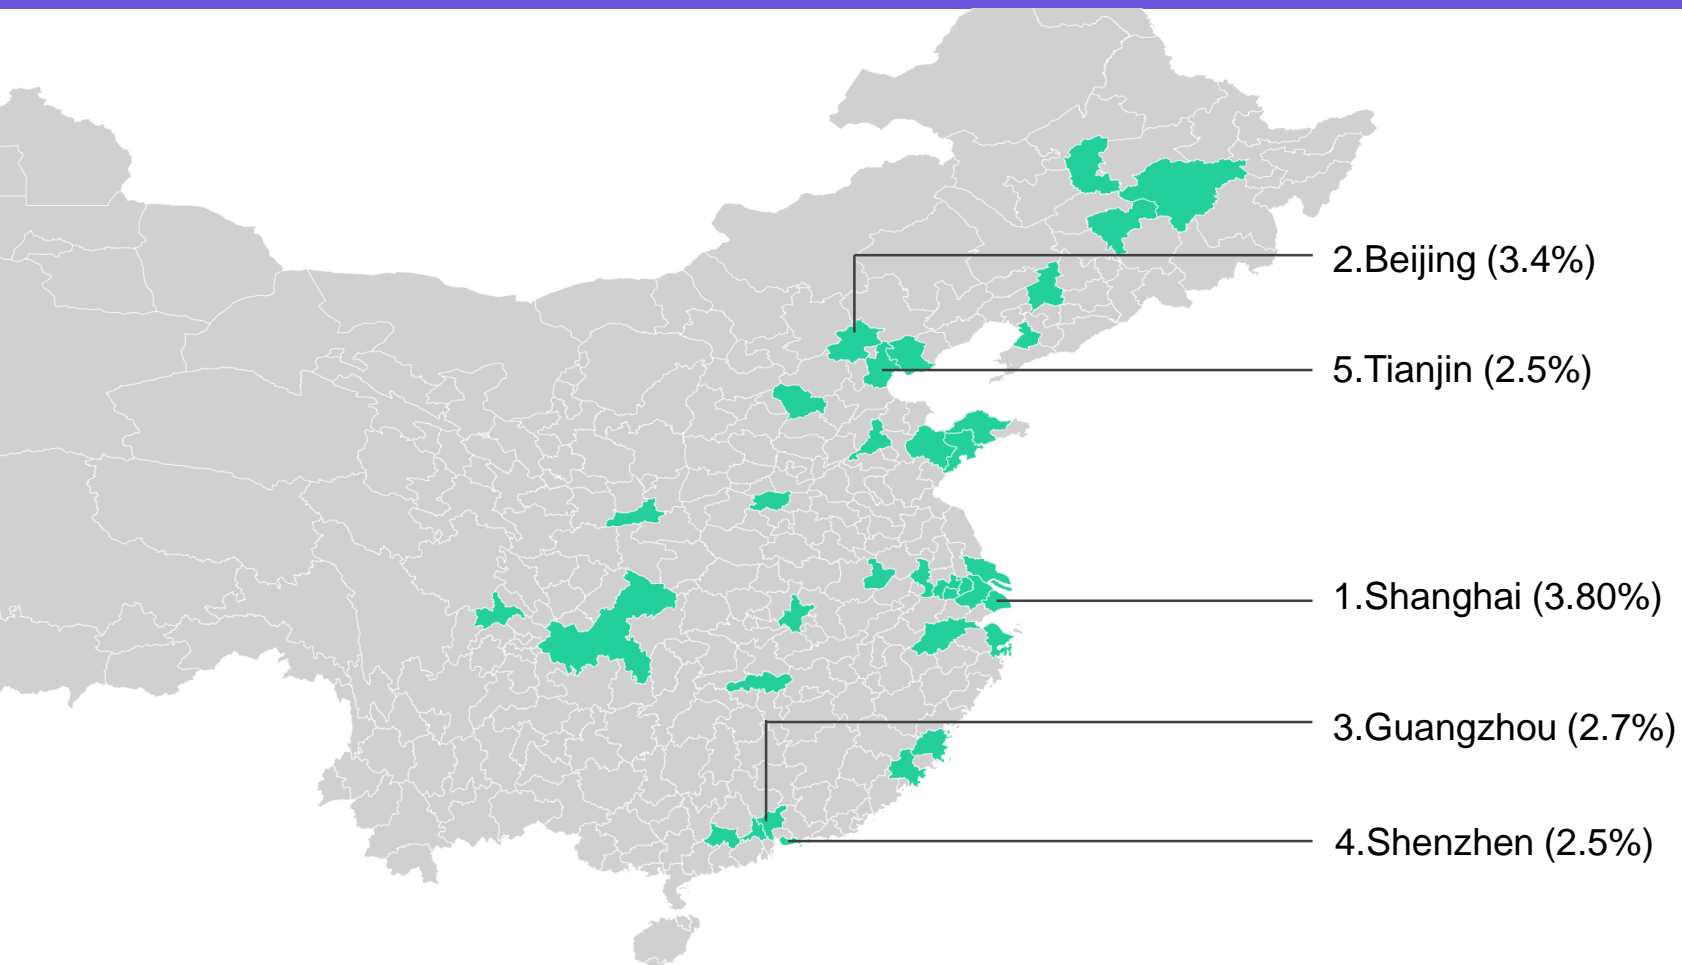 2.Beijing (3.4%)
5.Tianjin (2.5%)
1.Shanghai (3.80%)
3.Guangzhou (2.7%)
4.Shenzhen (2.5%)